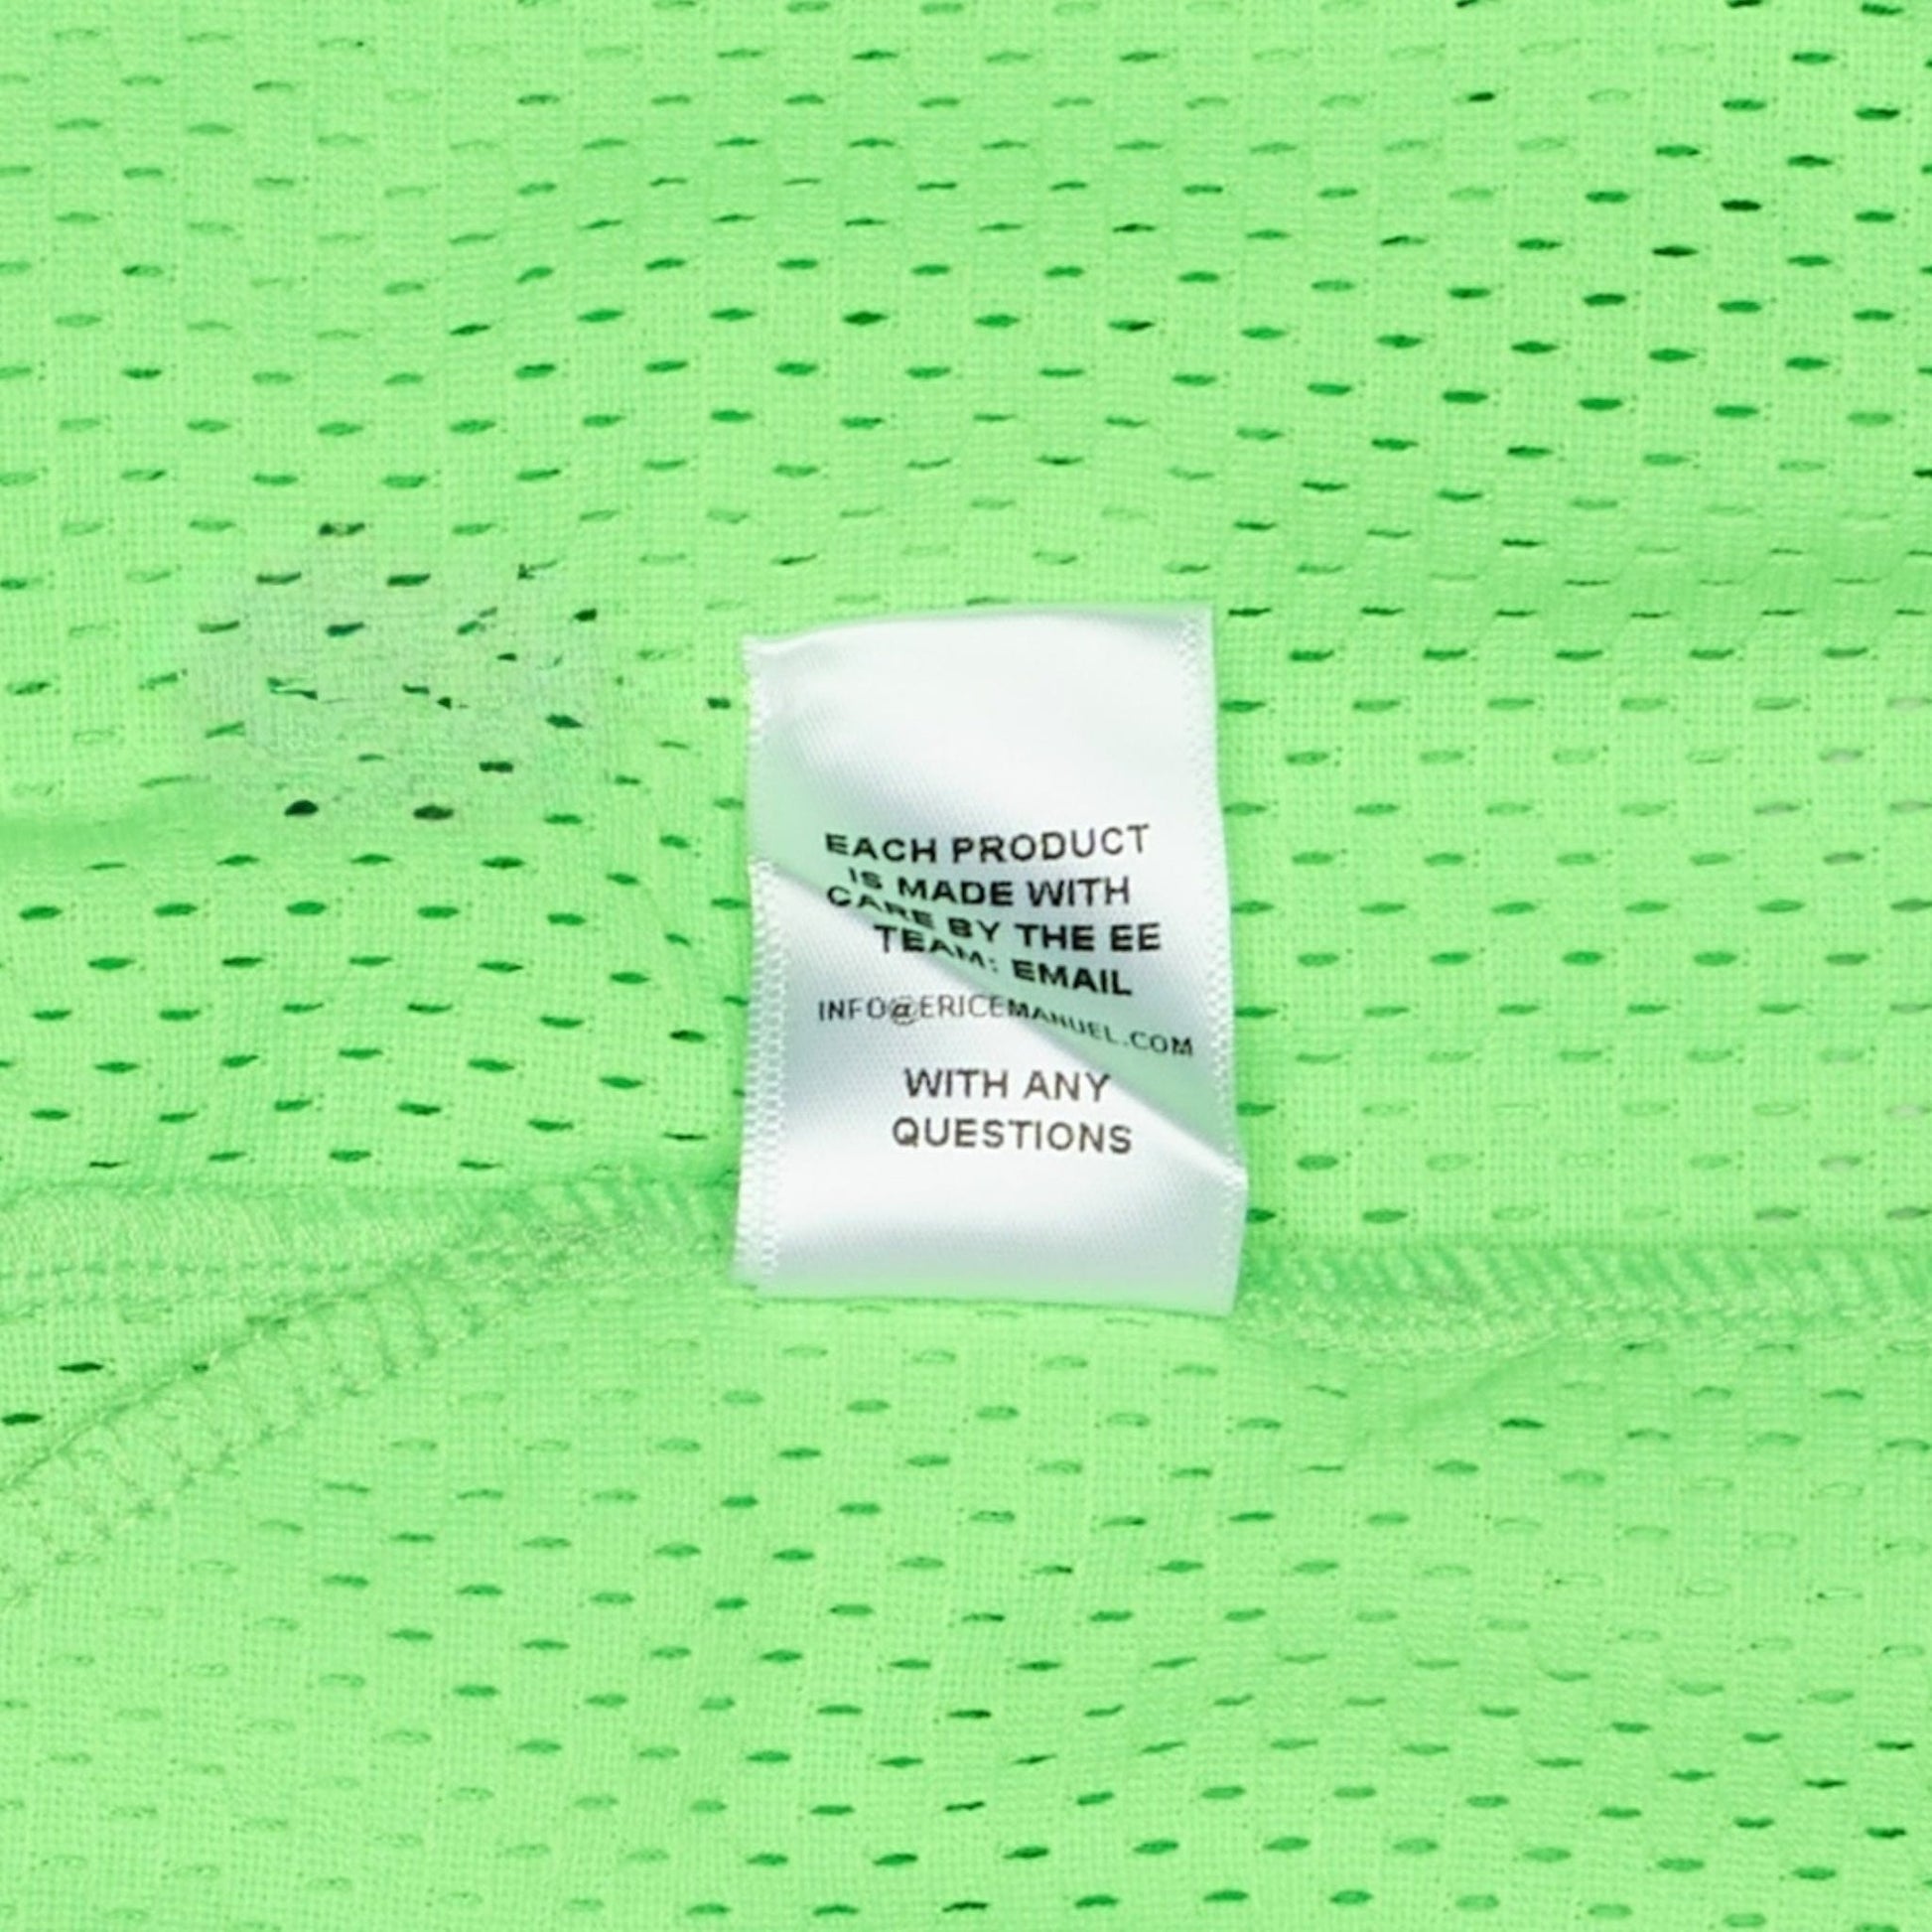 EACH PRODUCT
IS MADE WITH
CARE BY THE EE
TEAM: EMAIL
INFO@ERICEMANUEL.COM
WITH ANY
QUESTIONS